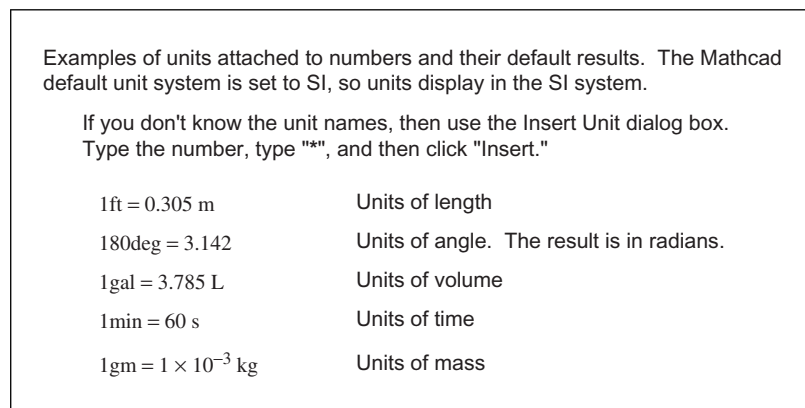 Examples of units attached to numbers and their default results.  The Mathcad
default unit system is set to SI, so units display in the SI system.
If you don't know the unit names, then use the Insert Unit dialog box.
Type the number, type "*", and then click "Insert."
1ft = 0.305 m Units of length
180deg = 3.142 Units of angle.  The result is in radians.
1gal = 3.785 L Units of volume
1min = 60 s Units of time
1gm = 1 × 10⁻³ kg Units of mass